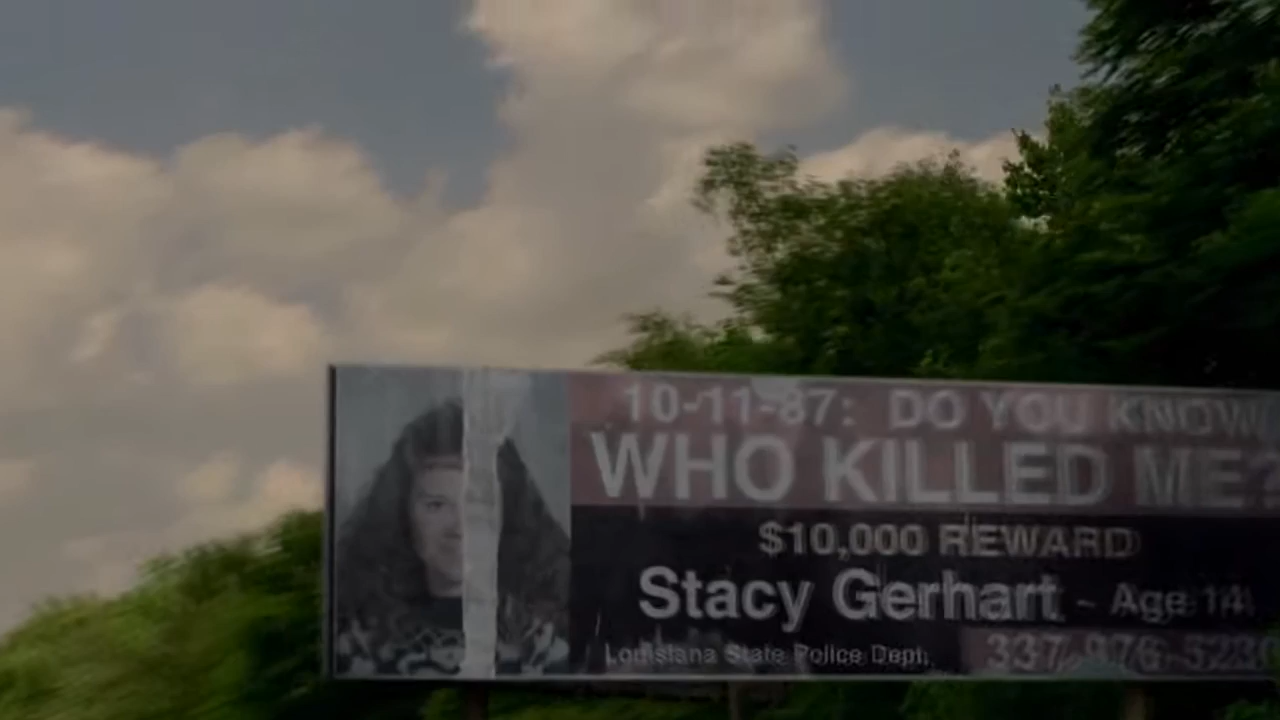 10-11-87: DO YOU KNOW
WHO KILLED ME?
$10,000 REWARD
Stacy Gerhart - Age 14
Louisiana State Police Dept.